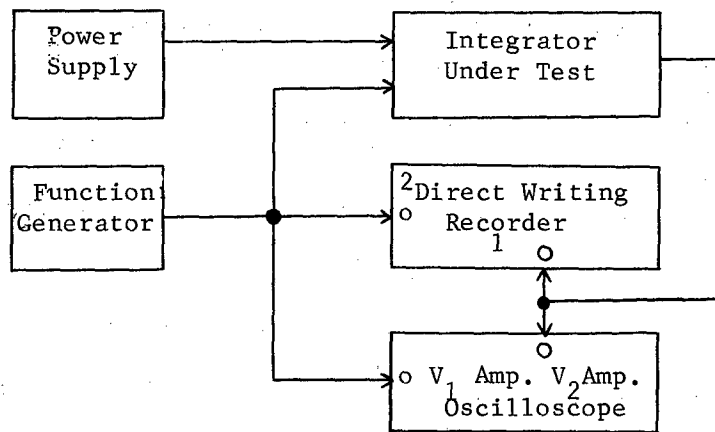 Power
Supply
Integrator
Under Test
Function
Generator
2 Direct Writing
Recorder
1
V1 Amp. V2 Amp.
Oscilloscope